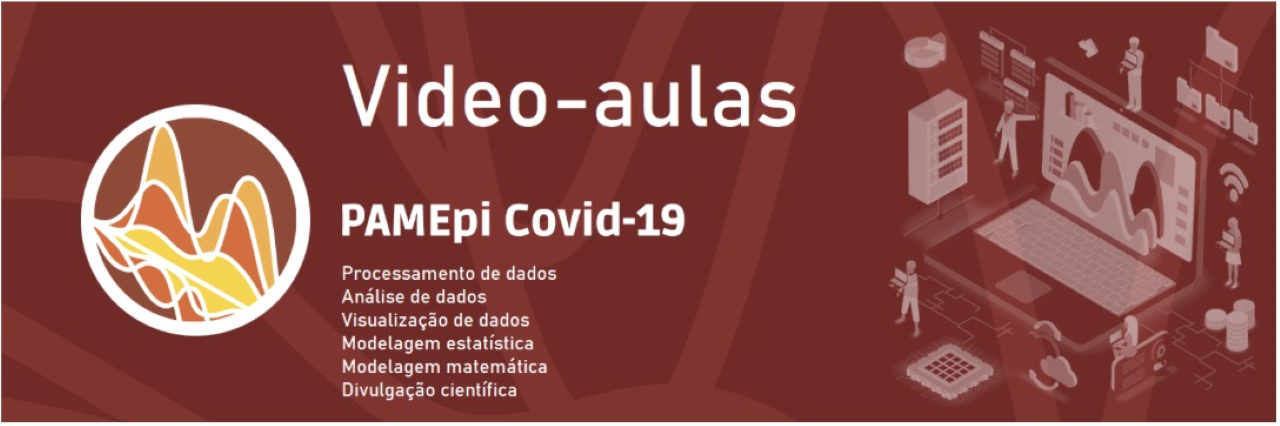 Video-aulas
PAMEpi Covid-19
Processamento de dados
Análise de dados
Visualização de dados
Modelagem estatística
Modelagem matemática
Divulgação científica